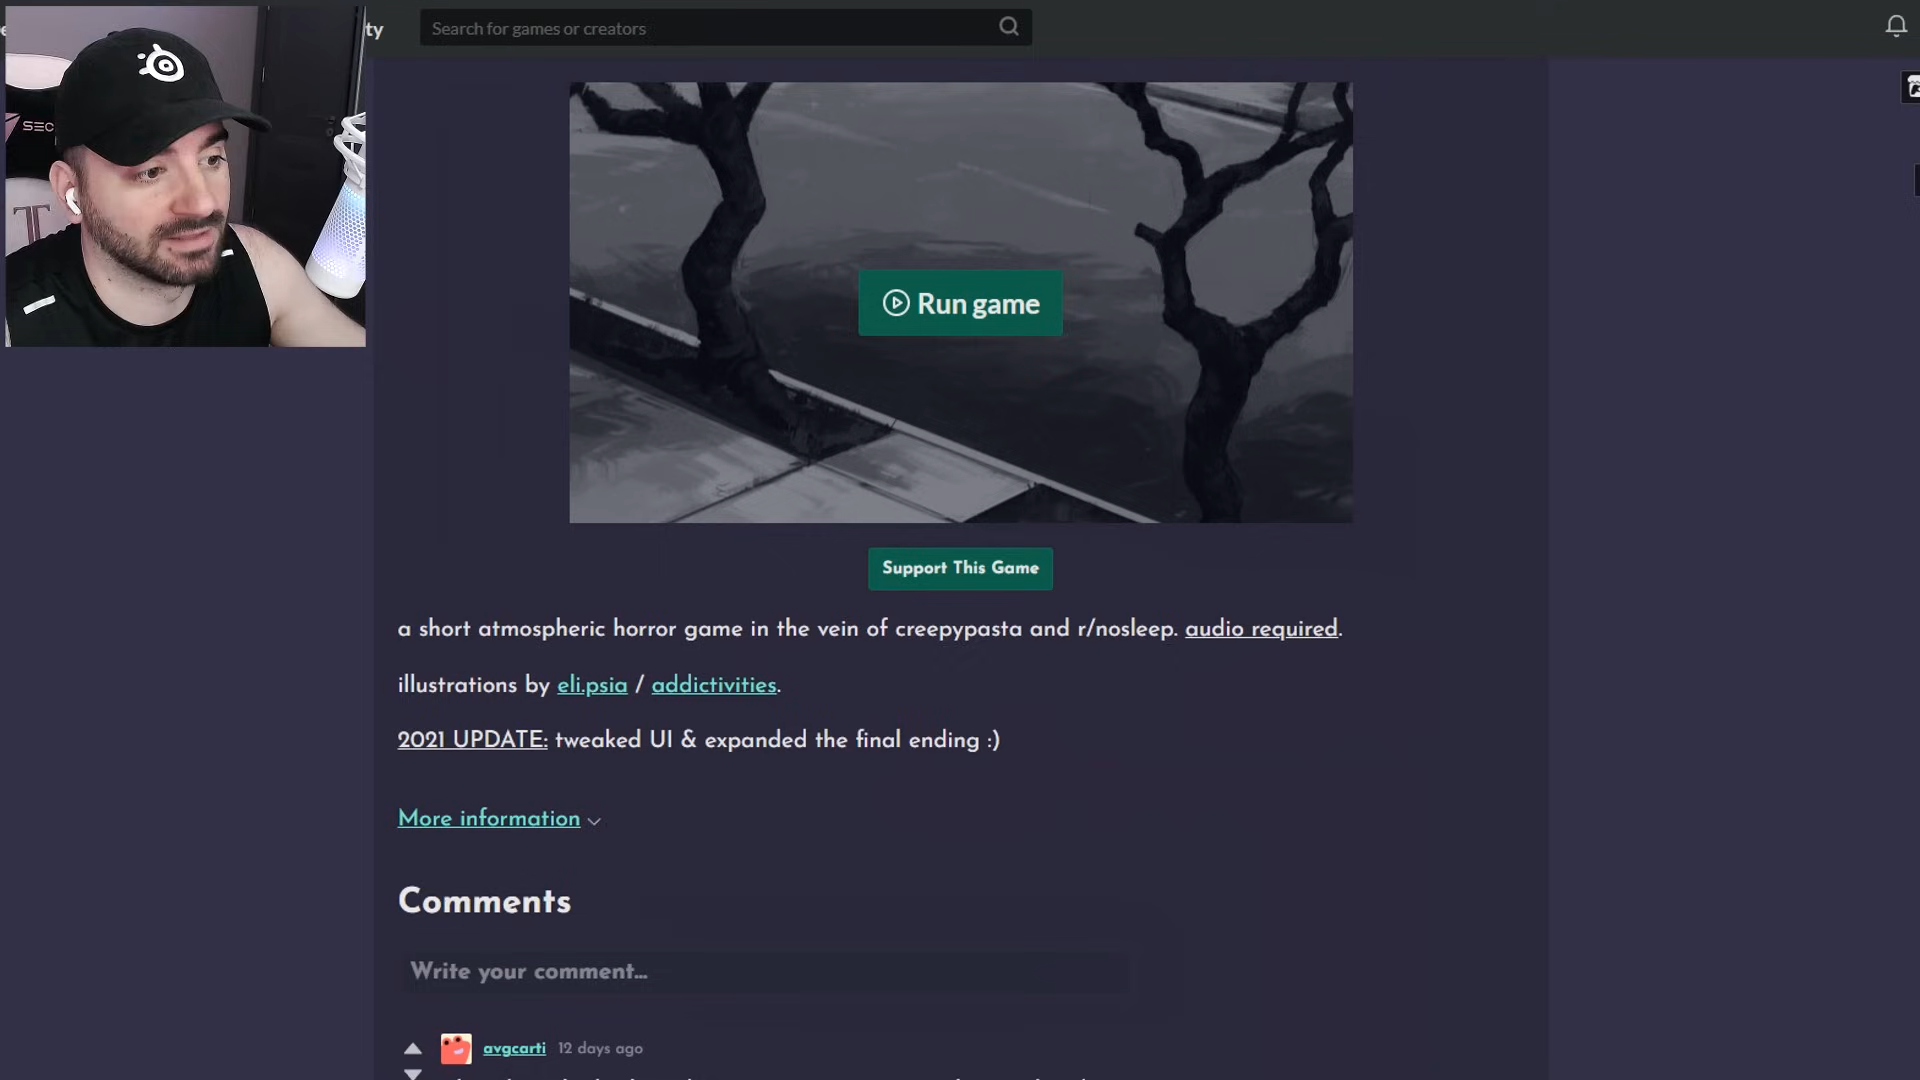 ty
Search for games or creators
SEC
Run game
Support This Game
a short atmospheric horror game in the vein of creepypasta and r/nosleep. audio required.
illustrations by eli.psia / addictivities.
2021 UPDATE: tweaked UI & expanded the final ending :)
More information
Comments
Write your comment...
avgcarti 12 days ago